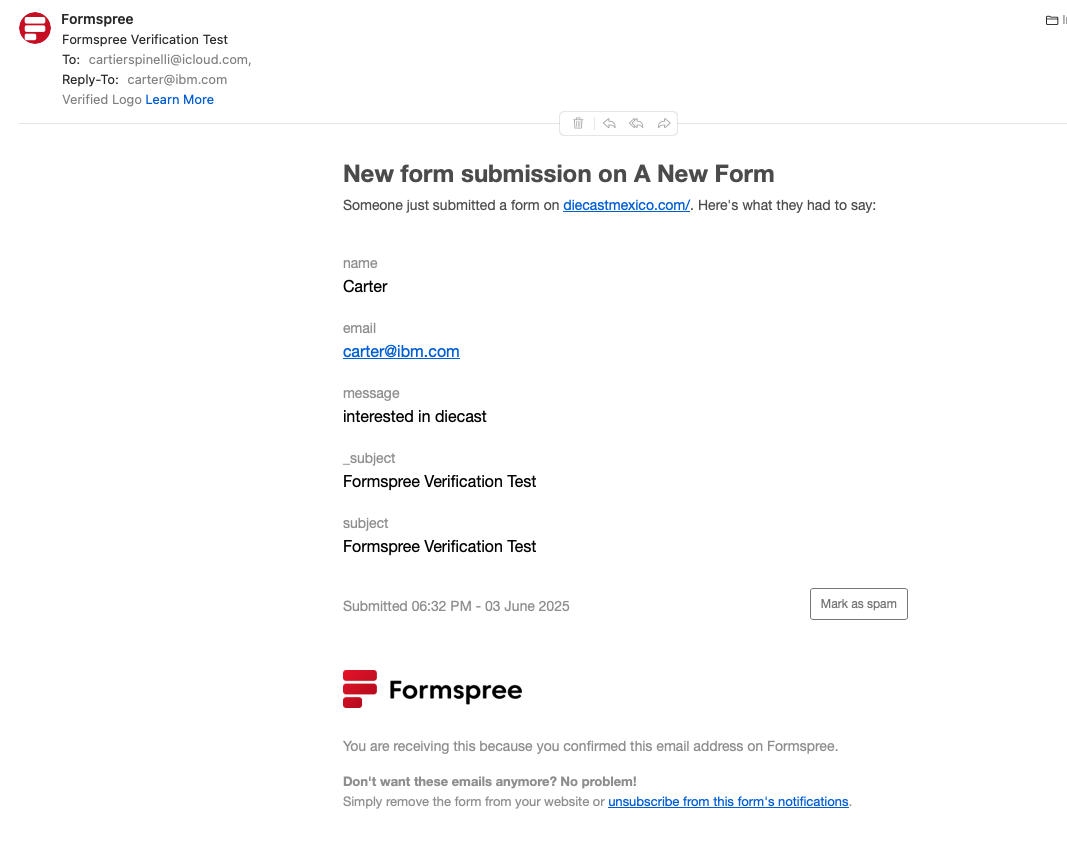 Formspree
Formspree Verification Test
To: cartierspinelli@icloud.com,
Reply-To: carter@ibm.com
Verified Logo Learn More
New form submission on A New Form
Someone just submitted a form on diecastmexico.com/. Here's what they had to say:
name
Carter
email
carter@ibm.com
message
interested in diecast
_subject
Formspree Verification Test
subject
Formspree Verification Test
Submitted 06:32 PM - 03 June 2025
Mark as spam
Formspree
You are receiving this because you confirmed this email address on Formspree.
Don't want these emails anymore? No problem!
Simply remove the form from your website or unsubscribe from this form's notifications.